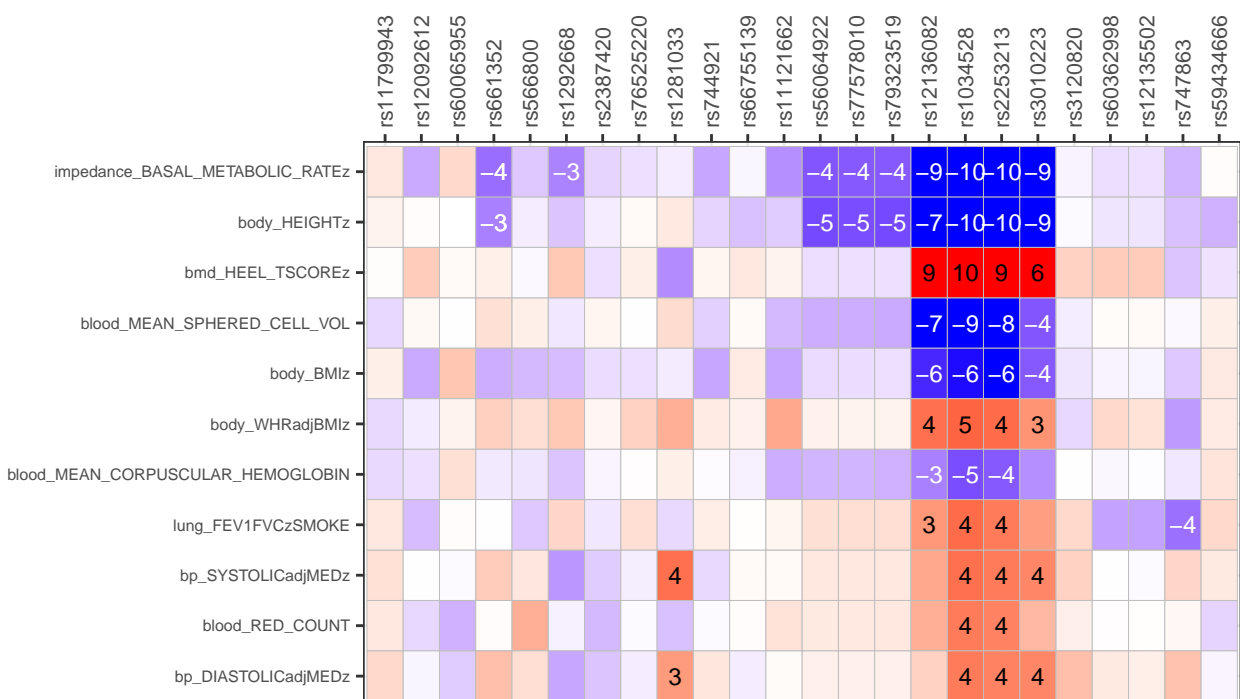 rs11799943 rs12092612 rs60065955 rs661352 rs568800 rs1292668 rs2387420 rs76525220 rs1281033 rs744921 rs66755139 rs11121662 rs56064922 rs77578010 rs79323519 rs12136082 rs1034528 rs2253213 rs3010223 rs3120820 rs60362998 rs12135502 rs747863 rs59434666
impedance_BASAL_METABOLIC_RATEz −4 −3 −4 −4 −4 −9 −10 −10 −9
body_HEIGHTz −3 −5 −5 −5 −7 −10 −10 −9
bmd_HEEL_TSCOREz 9 10 9 6
blood_MEAN_SPHERED_CELL_VOL −7 −9 −8 −4
body_BMIz −6 −6 −6 −4
body_WHRadjBMIz 4 5 4 3
blood_MEAN_CORPUSCULAR_HEMOGLOBIN −3 −5 −4
lung_FEV1FVCzSMOKE 3 4 4 −4
bp_SYSTOLICadjMEDz 4 4 4 4
blood_RED_COUNT 4 4
bp_DIASTOLICadjMEDz 3 4 4 4